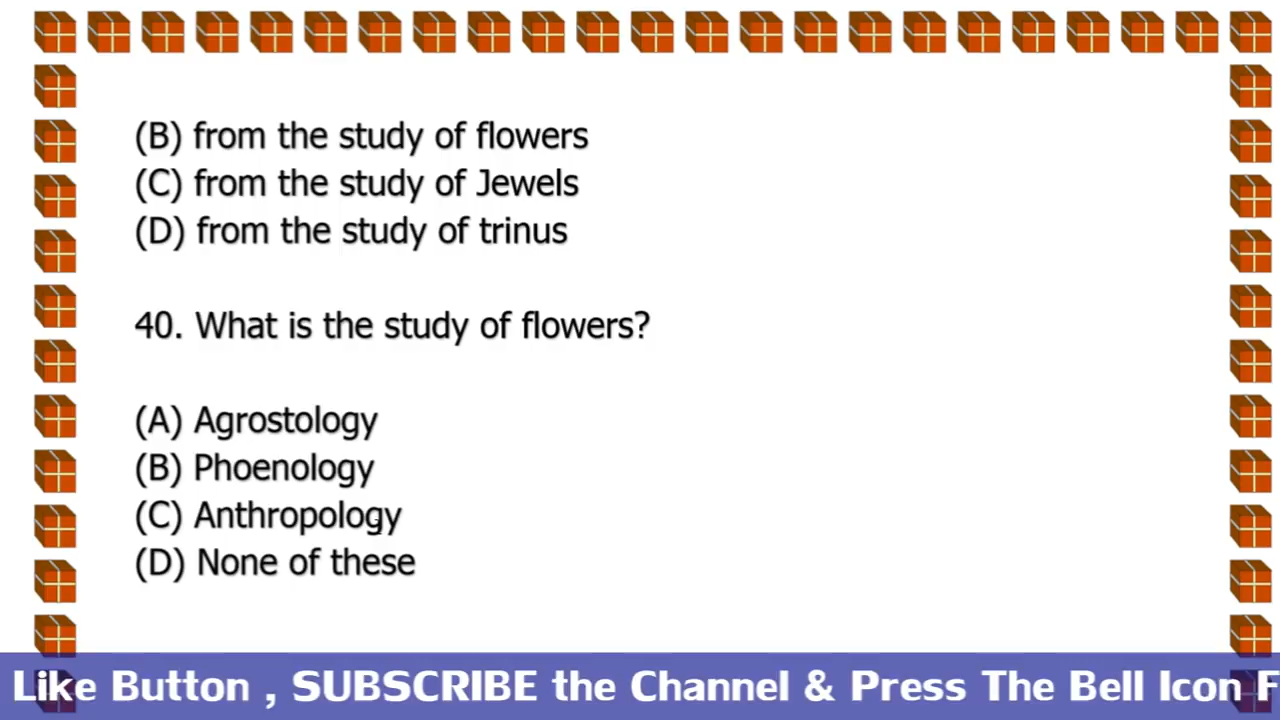 (B) from the study of flowers
(C) from the study of Jewels
(D) from the study of trinus
40. What is the study of flowers?
(A) Agrostology
(B) Phoenology
(C) Anthropology
(D) None of these
Like Button , SUBSCRIBE the Channel & Press The Bell Icon F